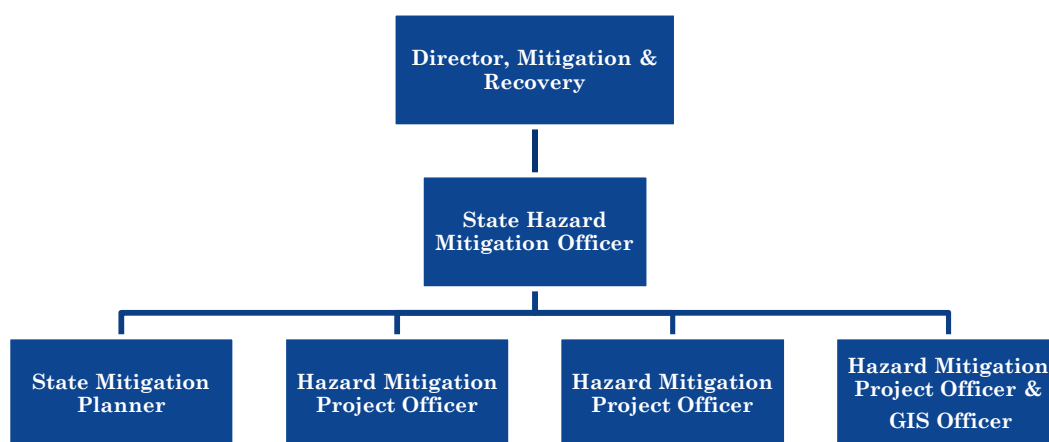 Director, Mitigation &
Recovery
State Hazard
Mitigation Officer
State Mitigation
Planner
Hazard Mitigation
Project Officer
Hazard Mitigation
Project Officer
Hazard Mitigation
Project Officer &
GIS Officer